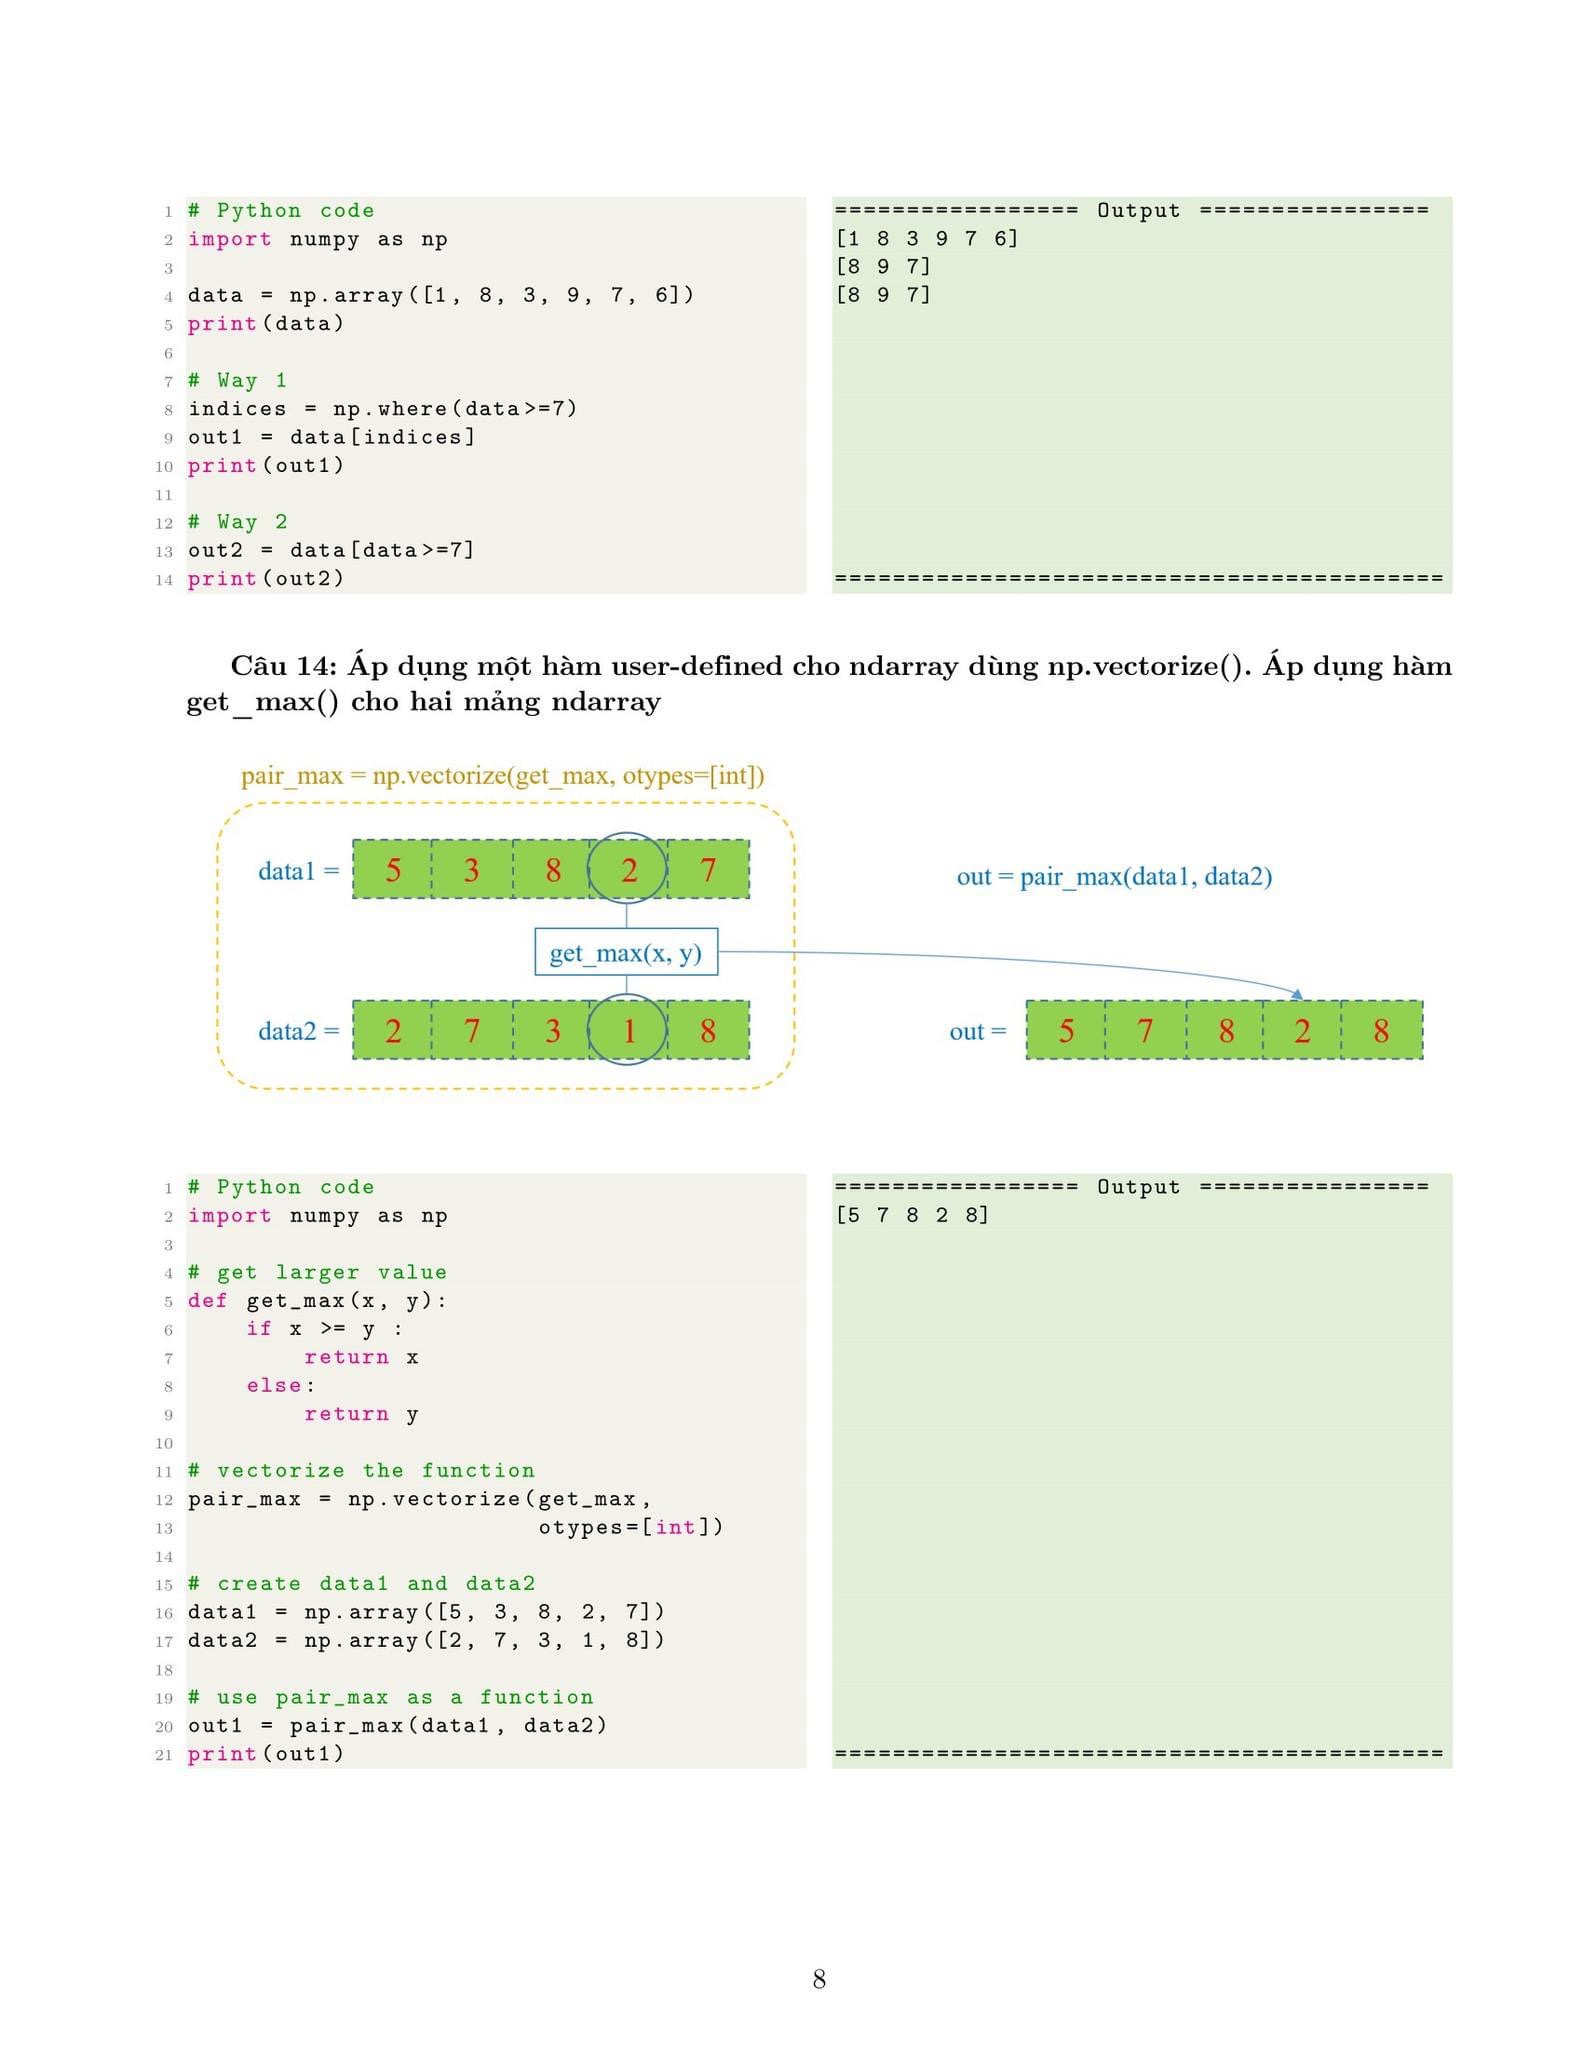 1 # Python code
2 import numpy as np
3
4 data = np.array([1, 8, 3, 9, 7, 6])
5 print(data)
6
7 # Way 1
8 indices = np.where(data>=7)
9 out1 = data[indices]
10 print(out1)
11
12 # Way 2
13 out2 = data[data>=7]
14 print(out2)
================= Output ================
[1 8 3 9 7 6]
[8 9 7]
[8 9 7]
==========================================
Câu 14: Áp dụng một hàm user-defined cho ndarray dùng np.vectorize(). Áp dụng hàm
get_max() cho hai mảng ndarray
pair_max = np.vectorize(get_max, otypes=[int])
data1 = 5 3 8 2 7
out = pair_max(data1, data2)
get_max(x, y)
data2 = 2 7 3 1 8
out = 5 7 8 2 8
1 # Python code
2 import numpy as np
3
4 # get larger value
5 def get_max(x, y):
6     if x >= y :
7         return x
8     else:
9         return y
10
11 # vectorize the function
12 pair_max = np.vectorize(get_max,
13                         otypes=[int])
14
15 # create data1 and data2
16 data1 = np.array([5, 3, 8, 2, 7])
17 data2 = np.array([2, 7, 3, 1, 8])
18
19 # use pair_max as a function
20 out1 = pair_max(data1, data2)
21 print(out1)
================= Output ================
[5 7 8 2 8]
==========================================
8